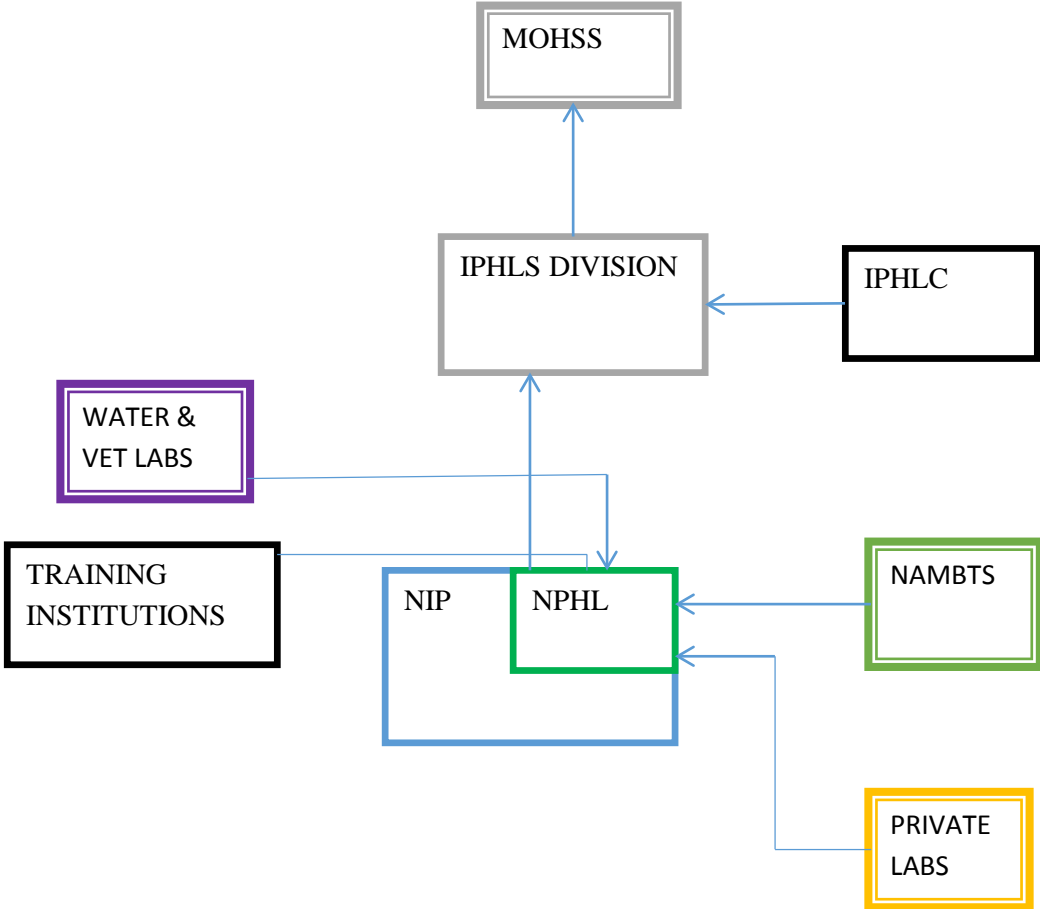 MOHSS
IPHLS DIVISION
IPHLC
WATER &
VET LABS
TRAINING
INSTITUTIONS
NIP
NPHL
NAMBTS
PRIVATE
LABS